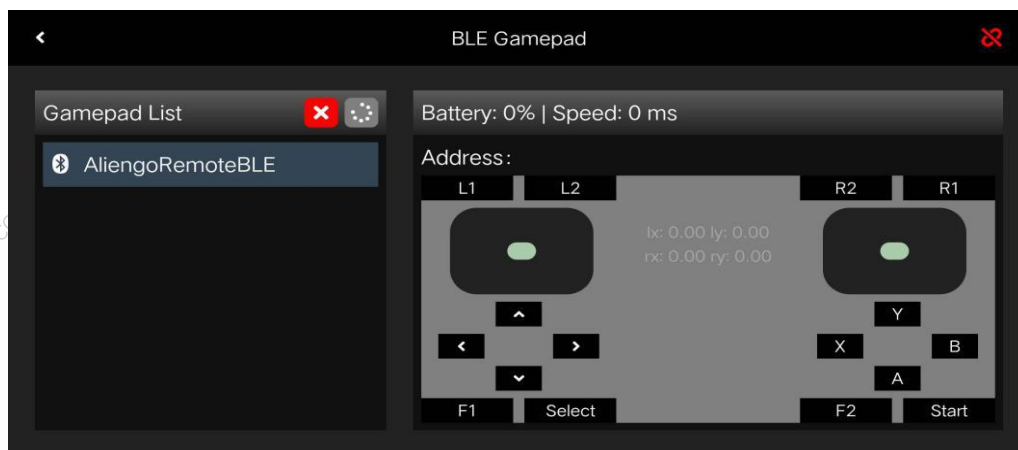 BLE Gamepad
Gamepad List
AliengoRemoteBLE
Battery: 0% | Speed: 0 ms
Address:
L1 L2 R2 R1
lx: 0.00 ly: 0.00
rx: 0.00 ry: 0.00
Y
X B
A
F1 Select F2 Start